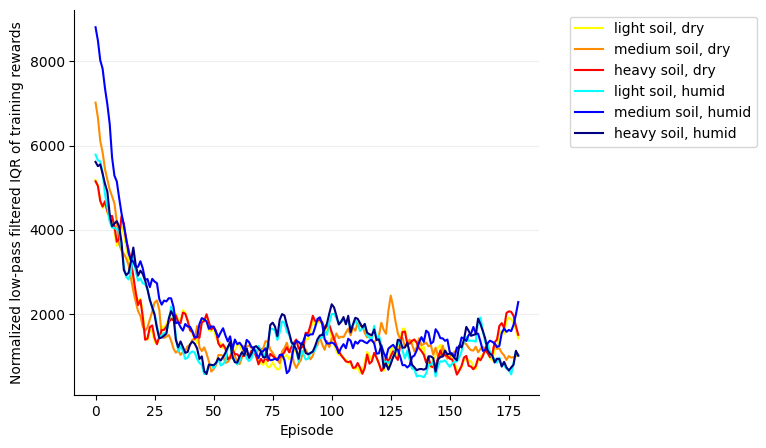 Normalized low-pass filtered IQR of training rewards
8000
6000
4000
2000
0
25
50
75
100
125
150
175
Episode
light soil, dry
medium soil, dry
heavy soil, dry
light soil, humid
medium soil, humid
heavy soil, humid